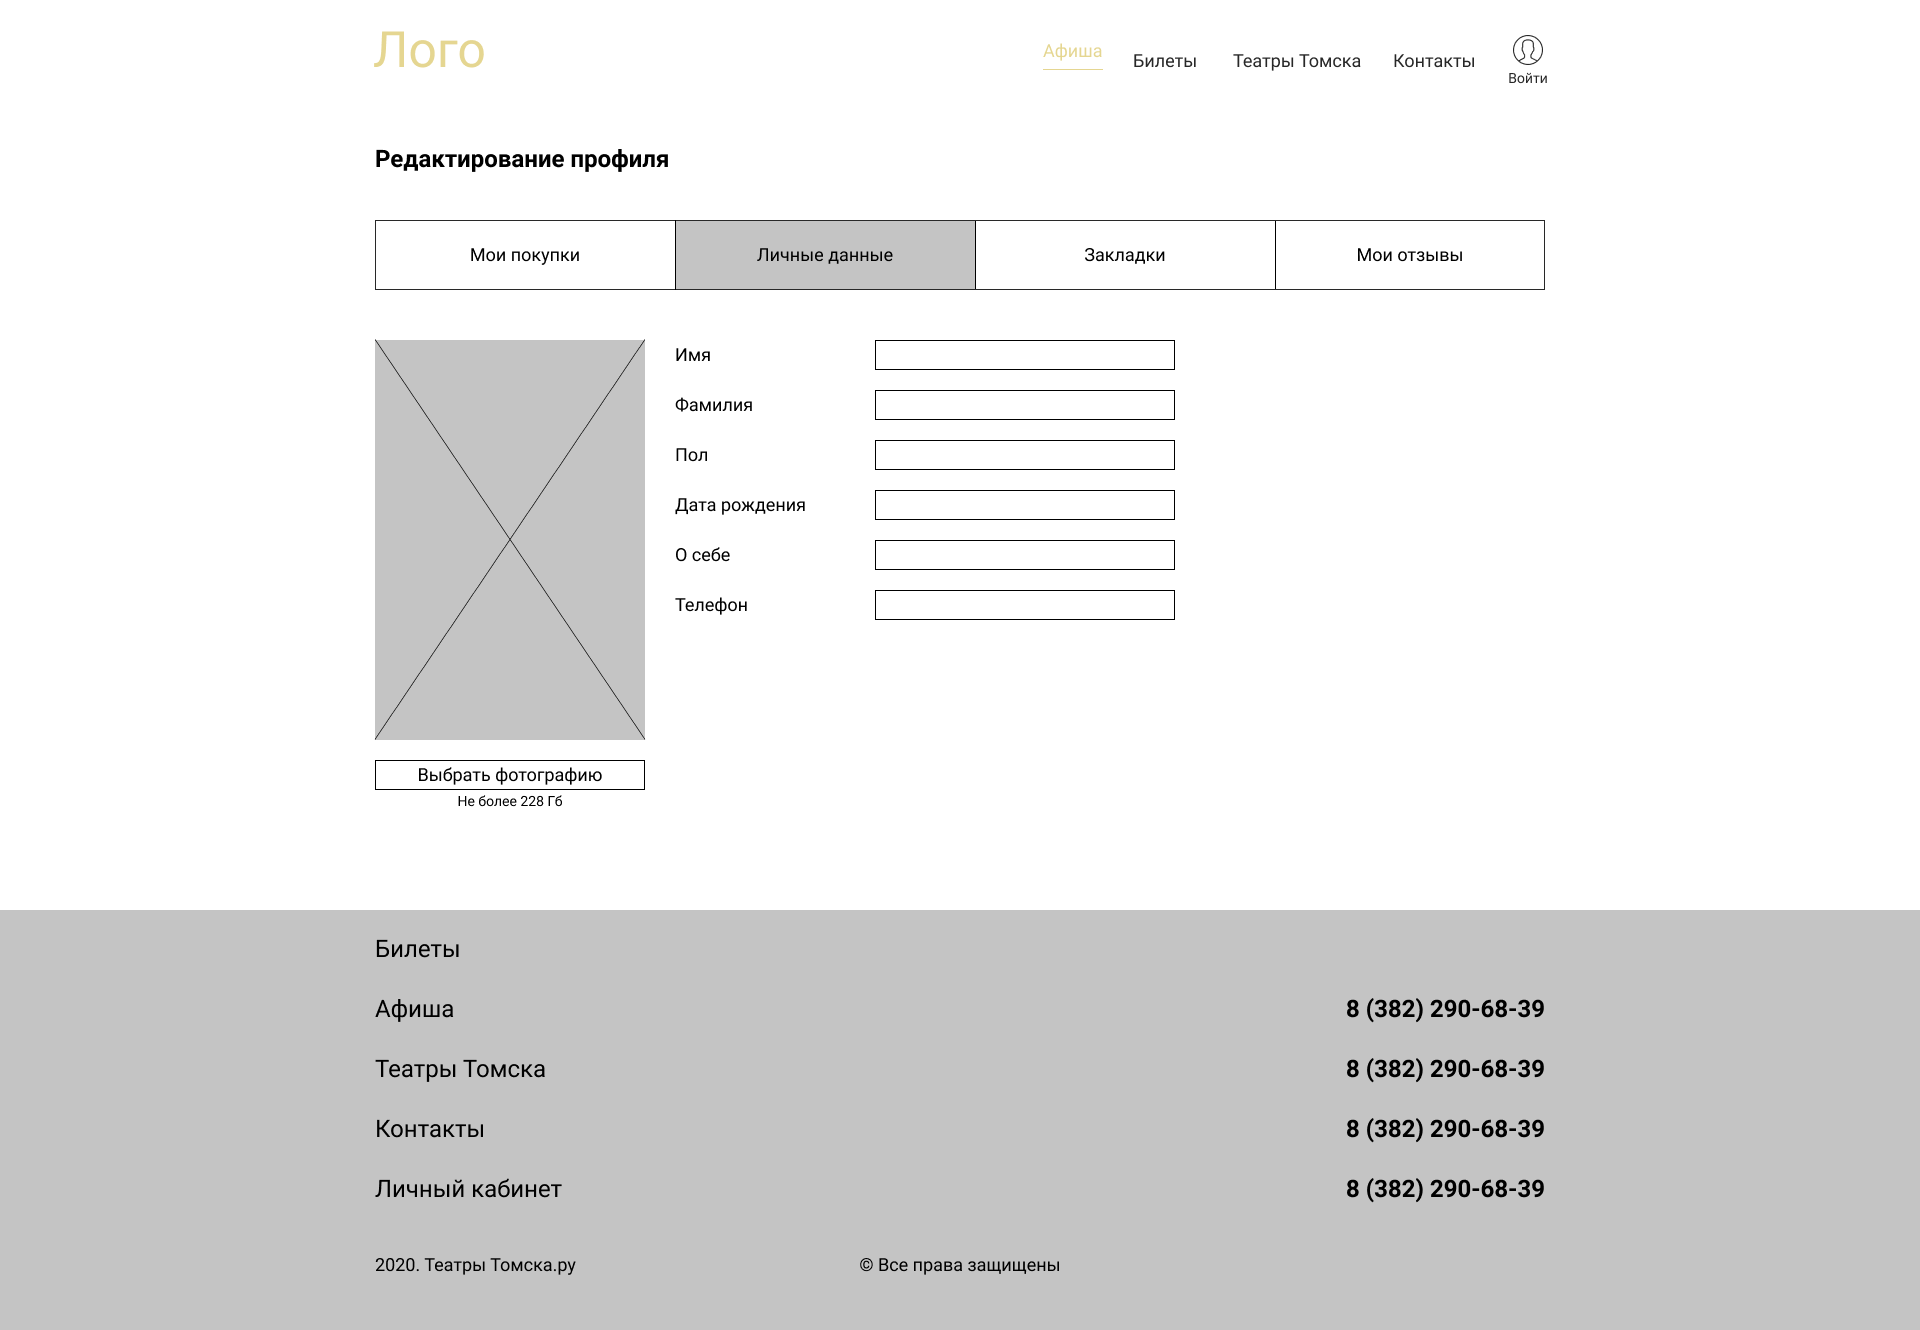 Лого
Афиша
Билеты
Театры Томска
Контакты
Войти
Редактирование профиля
Мои покупки
Личные данные
Закладки
Мои отзывы
Имя
Фамилия
Пол
Дата рождения
О себе
Телефон
Выбрать фотографию
Не более 228 Гб
Билеты
Афиша
8 (382) 290-68-39
Театры Томска
8 (382) 290-68-39
Контакты
8 (382) 290-68-39
Личный кабинет
8 (382) 290-68-39
2020. Театры Томска.ру
© Все права защищены